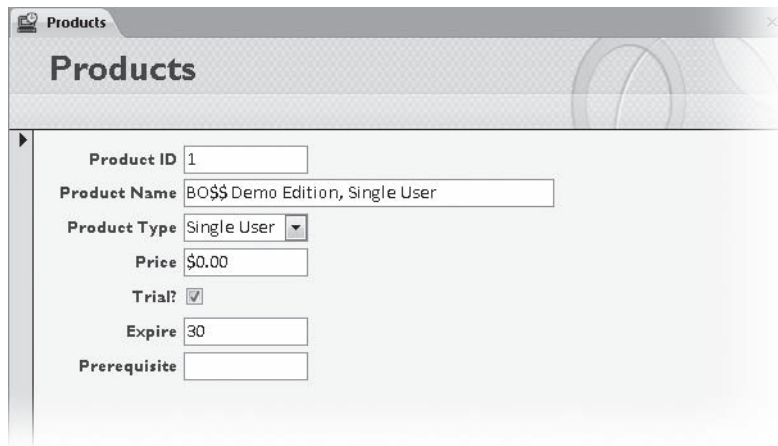 Products
Products
Product ID 1
Product Name BO$$ Demo Edition, Single User
Product Type Single User
Price $0.00
Trial?
Expire 30
Prerequisite